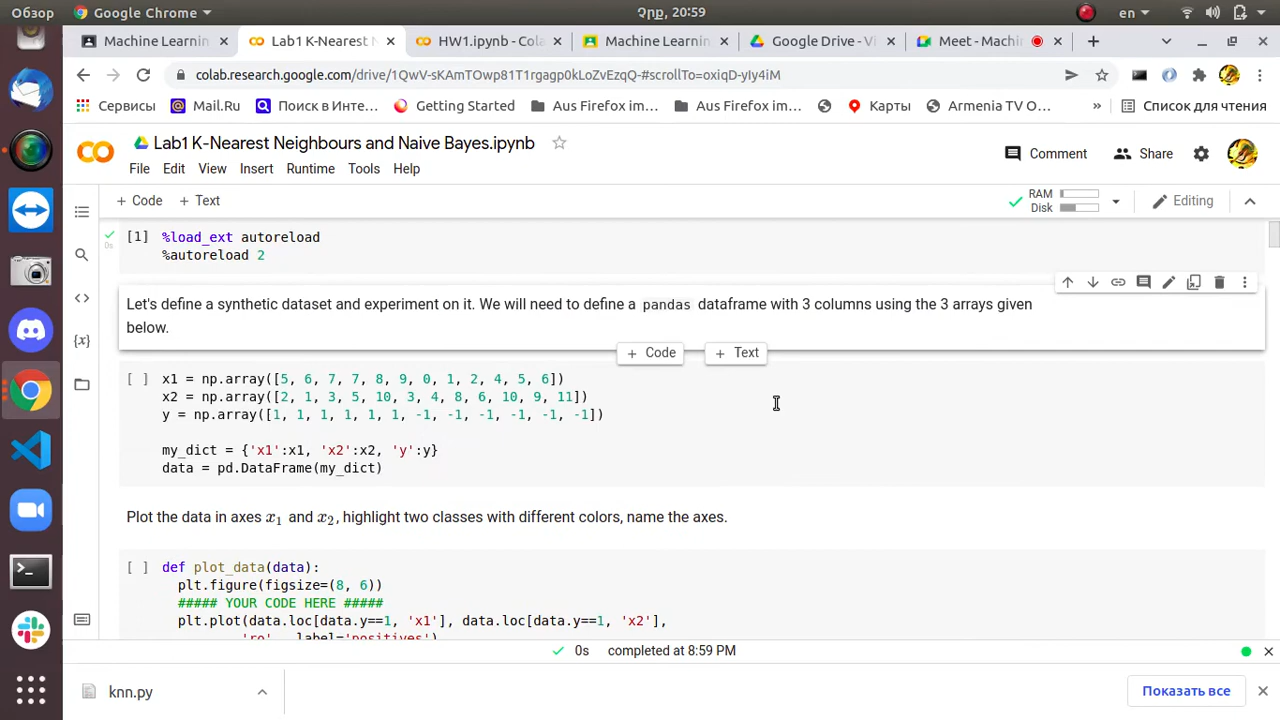 Обзор
Google Chrome
Չրք, 20:59
en
Machine Learnin
Lab1 K-Nearest N
HW1.ipynb - Cola
Machine Learnin
Google Drive - Vi
Meet - Machi
colab.research.google.com/drive/1QwV-sKAmTOwp81T1rgagp0kLoZvEzqQ-#scrollTo=oxiqD-yIy4iM
Сервисы
Mail.Ru
Поиск в Инте...
Getting Started
Aus Firefox im...
Aus Firefox im...
Карты
Armenia TV O...
»
Список для чтения
Lab1 K-Nearest Neighbours and Naive Bayes.ipynb
Comment
Share
File Edit View Insert Runtime Tools Help
+ Code + Text
RAM
Disk
Editing
[1] %load_ext autoreload
0s
%autoreload 2
Let's define a synthetic dataset and experiment on it. We will need to define a pandas dataframe with 3 columns using the 3 arrays given
below.
+ Code + Text
[ ] x1 = np.array([5, 6, 7, 7, 8, 9, 0, 1, 2, 4, 5, 6])
x2 = np.array([2, 1, 3, 5, 10, 3, 4, 8, 6, 10, 9, 11])
y = np.array([1, 1, 1, 1, 1, 1, -1, -1, -1, -1, -1, -1])
my_dict = {'x1':x1, 'x2':x2, 'y':y}
data = pd.DataFrame(my_dict)
Plot the data in axes x1 and x2, highlight two classes with different colors, name the axes.
[ ] def plot_data(data):
plt.figure(figsize=(8, 6))
##### YOUR CODE HERE #####
plt.plot(data.loc[data.y==1, 'x1'], data.loc[data.y==1, 'x2'],
'ro', label='positives')
0s completed at 8:59 PM
knn.py
Показать все